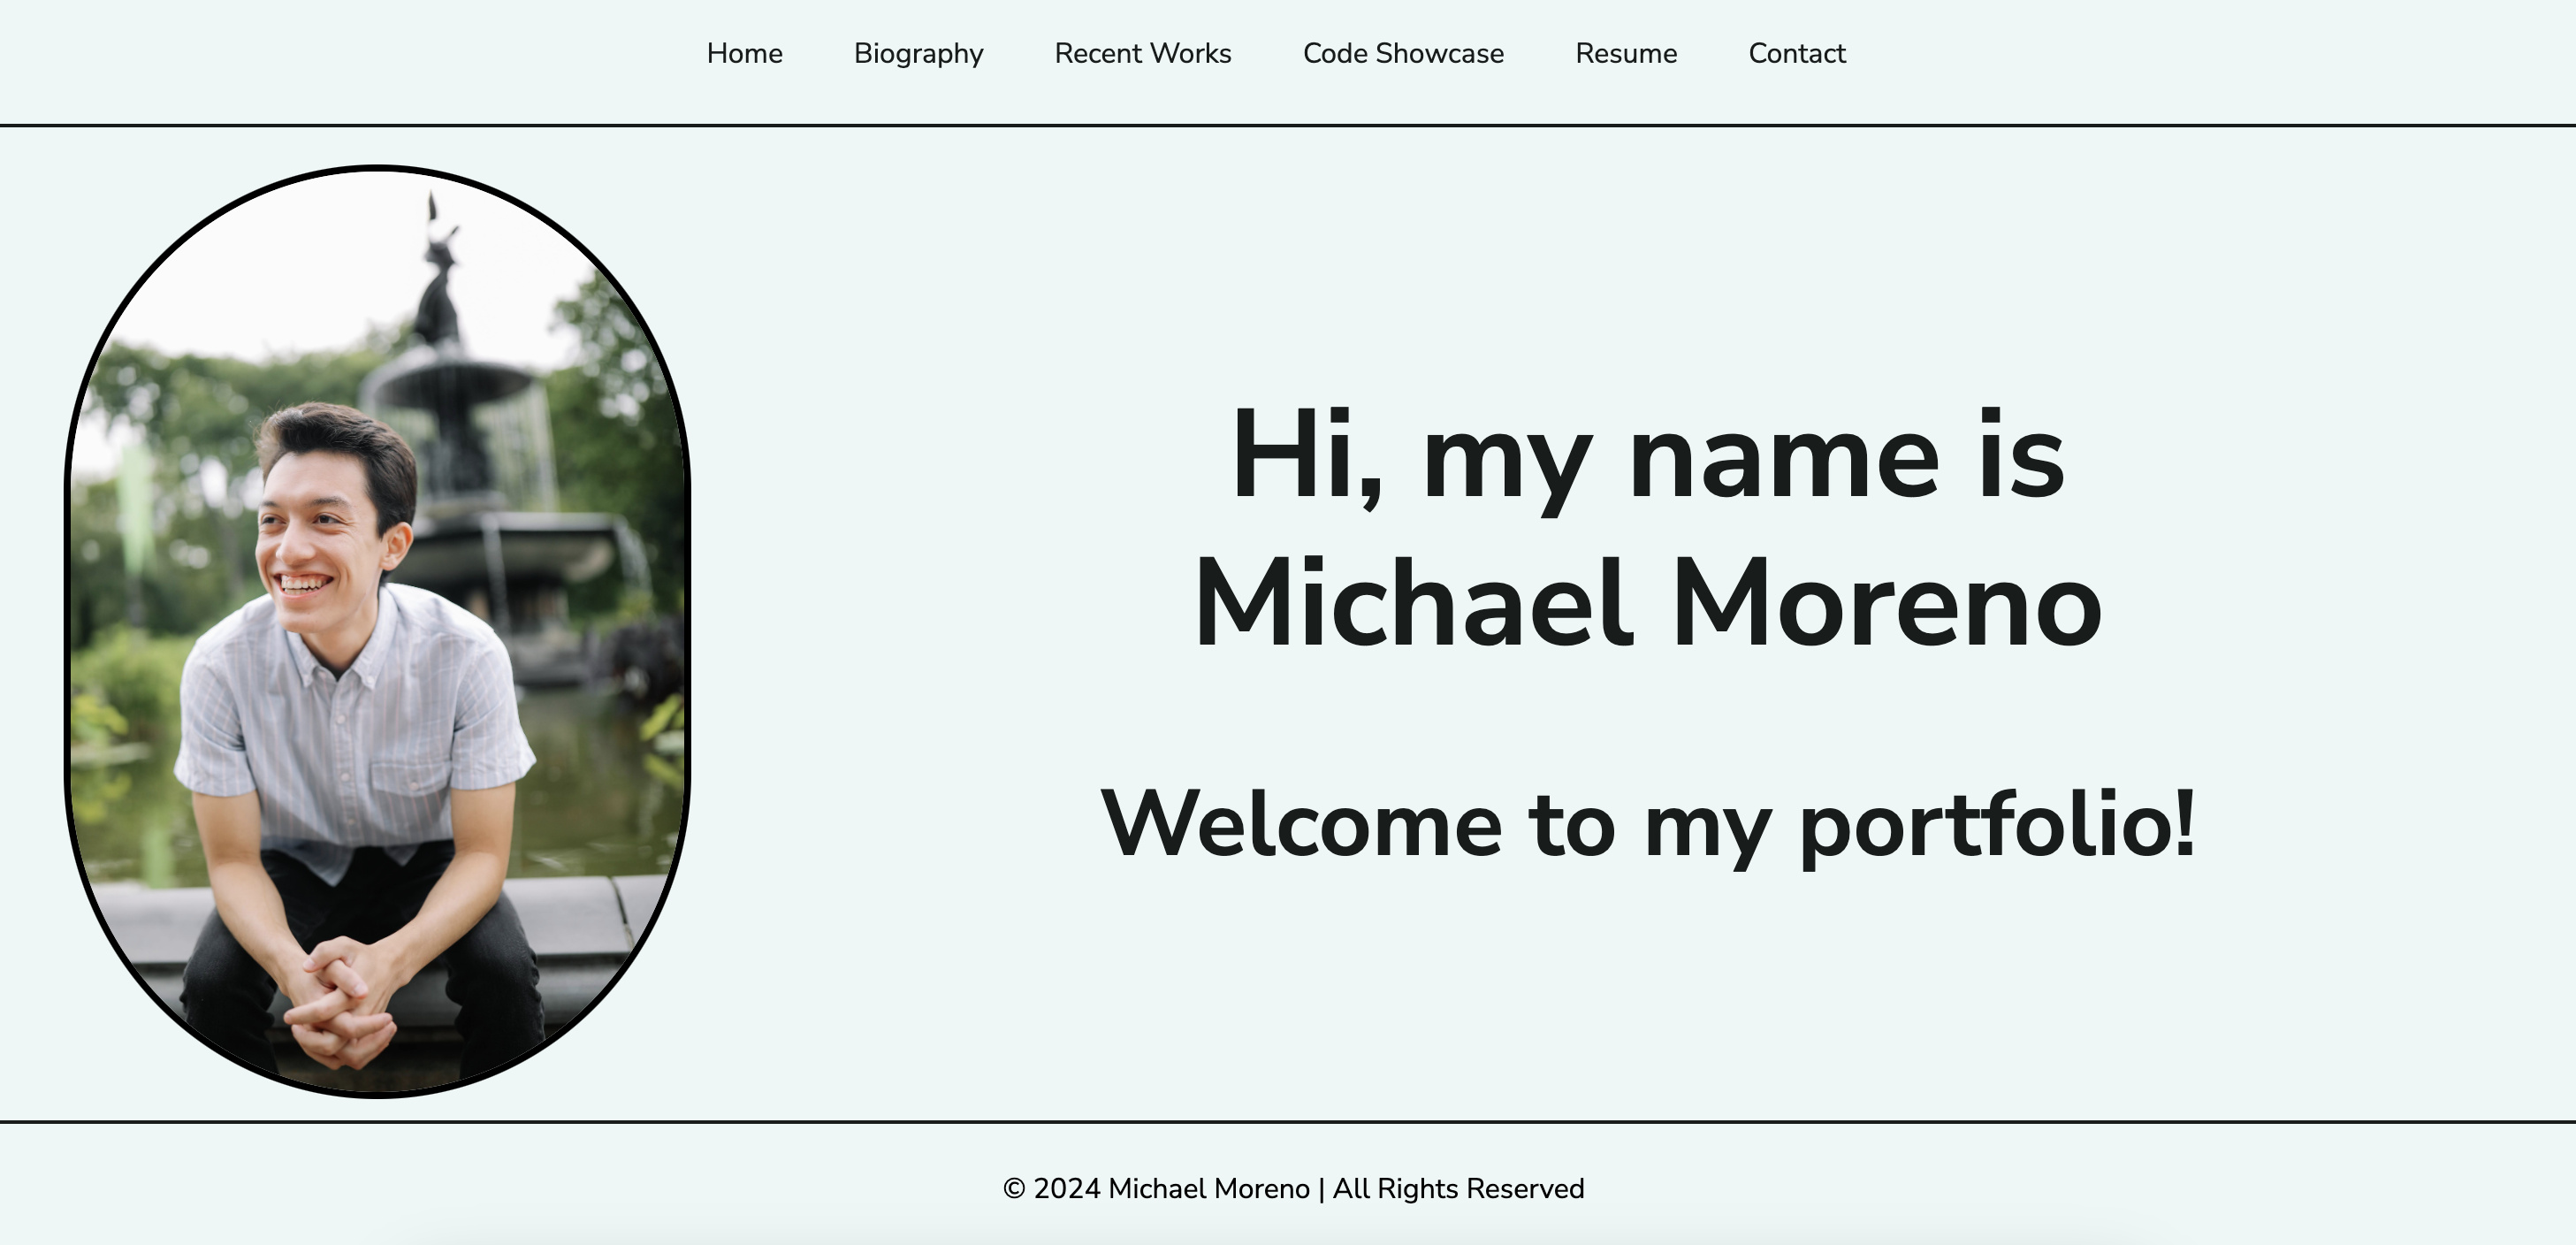 Home Biography Recent Works Code Showcase Resume Contact
Hi, my name is
Michael Moreno
Welcome to my portfolio!
© 2024 Michael Moreno | All Rights Reserved